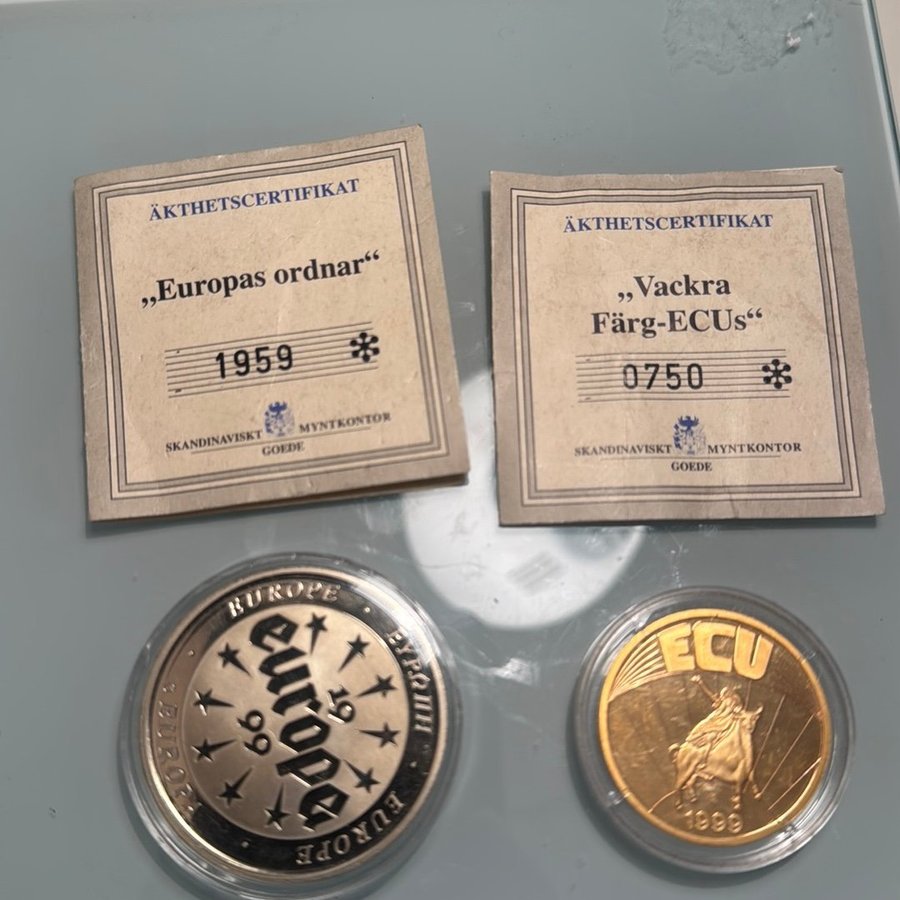 ÄKTHETSCERTIFIKAT
„Europas ordnar“
1959
SKANDINAVISKT MYNTKONTOR
GOEDE
ÄKTHETSCERTIFIKAT
„Vackra
Färg-ECUs“
0750
SKANDINAVISKT MYNTKONTOR
GOEDE
EUROPE · ΕΥΡΩΠΗ · EUROPE ·
europe
19
99
ECU
1999